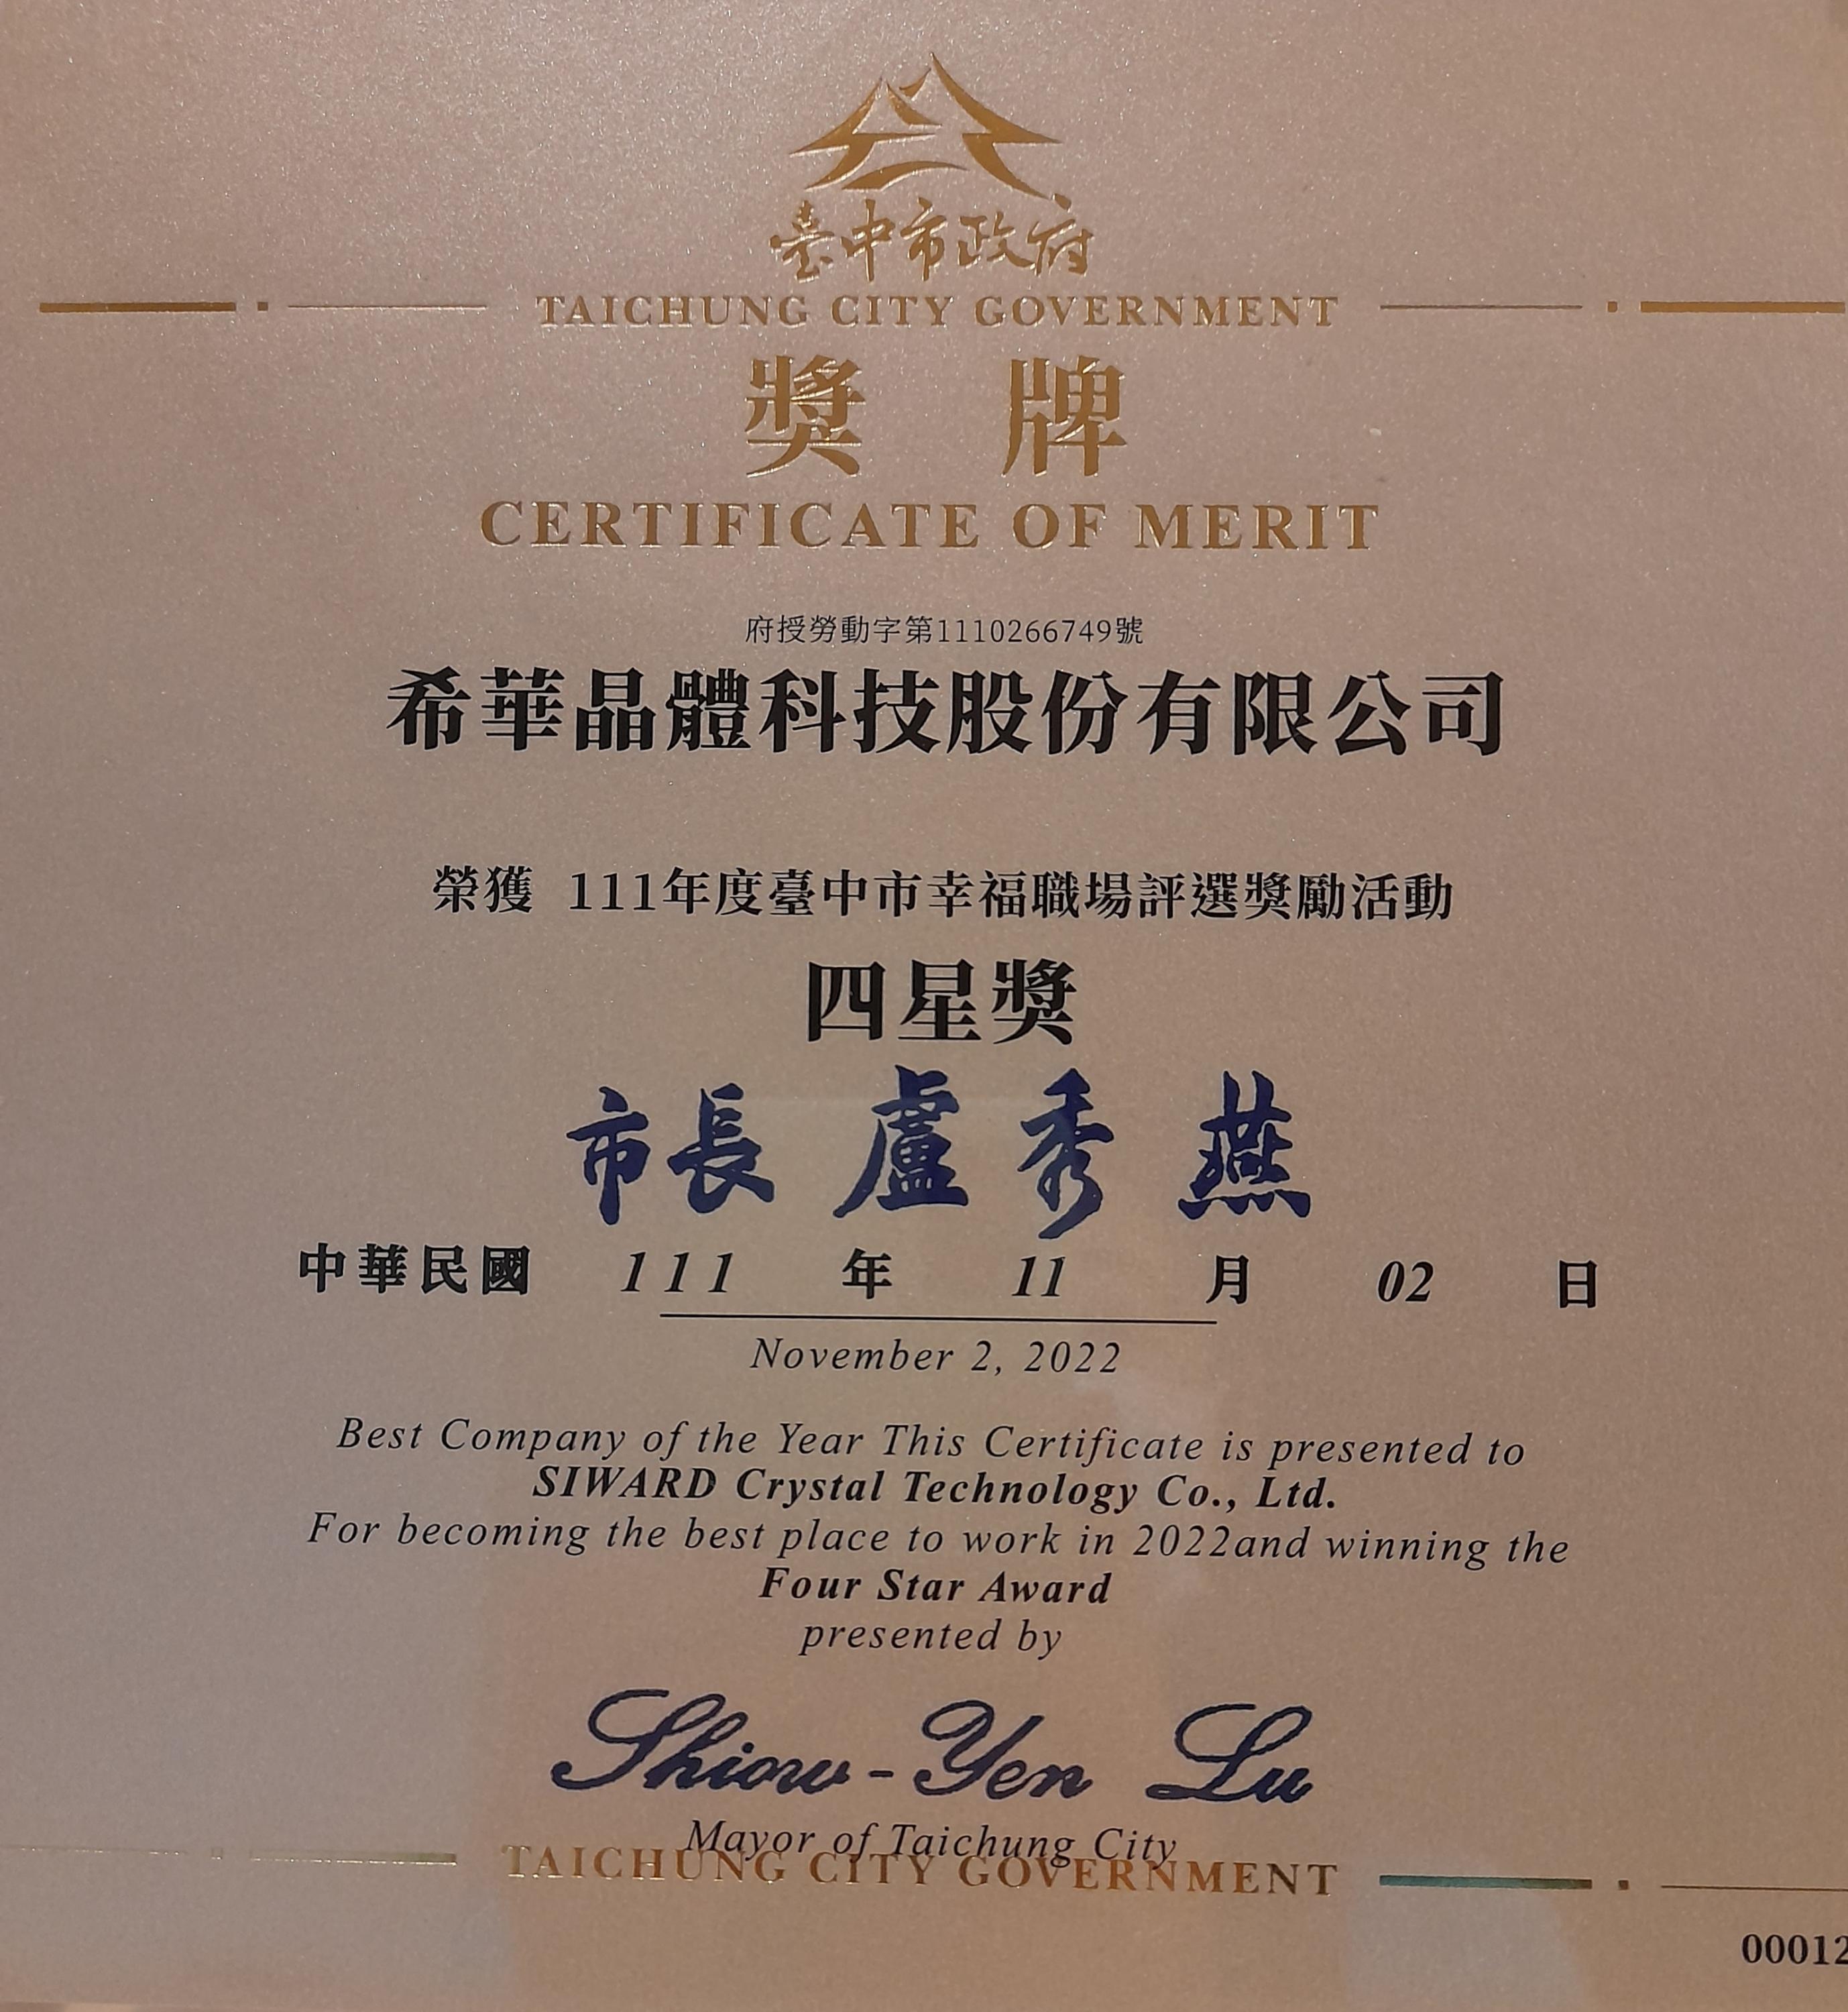 臺中市政府
TAICHUNG CITY GOVERNMENT
獎 牌
CERTIFICATE OF MERIT
府授勞動字第1110266749號
希華晶體科技股份有限公司
榮獲 111年度臺中市幸福職場評選獎勵活動
四星獎
市長 盧秀燕
中華民國 111 年 11 月 02 日
November 2, 2022
Best Company of the Year This Certificate is presented to
SIWARD Crystal Technology Co., Ltd.
For becoming the best place to work in 2022and winning the
Four Star Award
presented by
Shiow-Yen Lu
Mayor of Taichung City
TAICHUNG CITY GOVERNMENT
00012